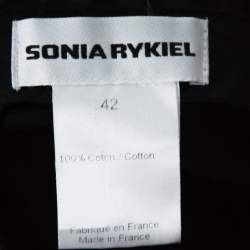 SONIA RYKIEL
42
100% Coton / Cotton
Fabriqué en France
Made in France